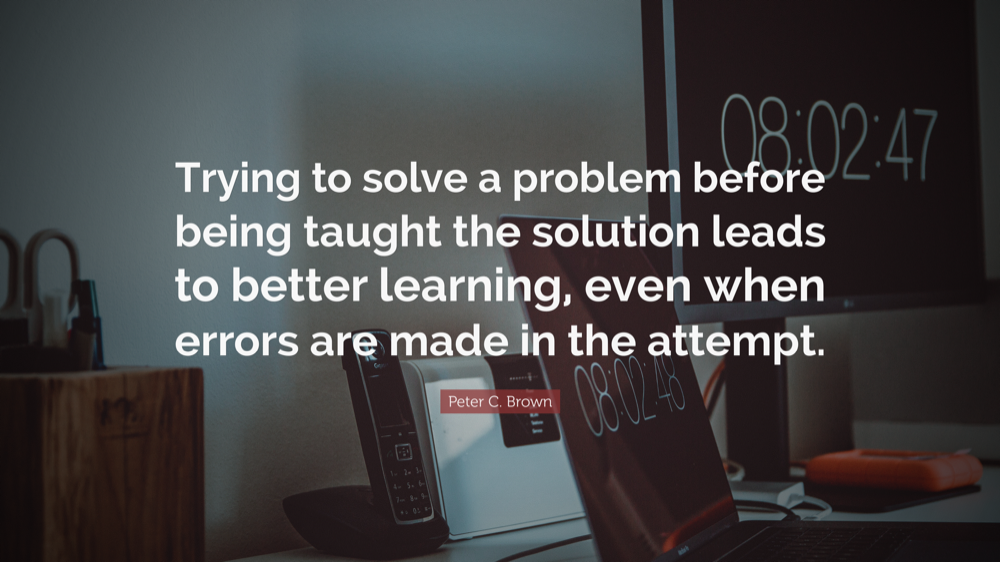 08:02:47
Trying to solve a problem before
being taught the solution leads
to better learning, even when
errors are made in the attempt.
08:02:48
Peter C. Brown